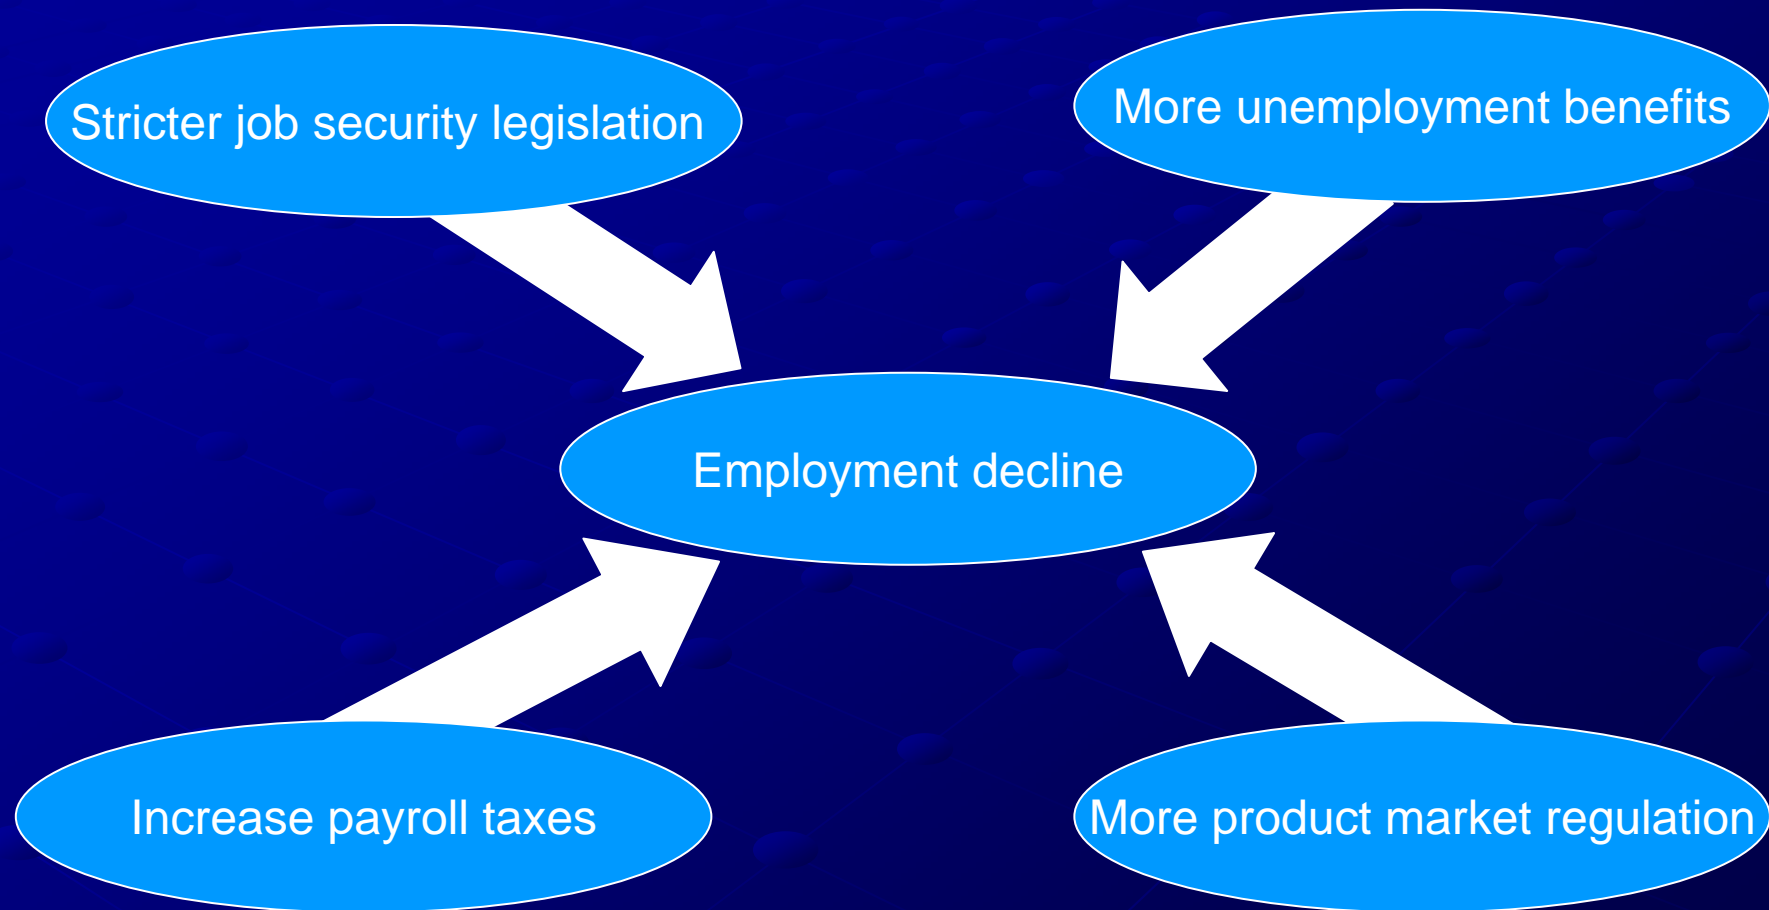 Stricter job security legislation
More unemployment benefits
Employment decline
Increase payroll taxes
More product market regulation